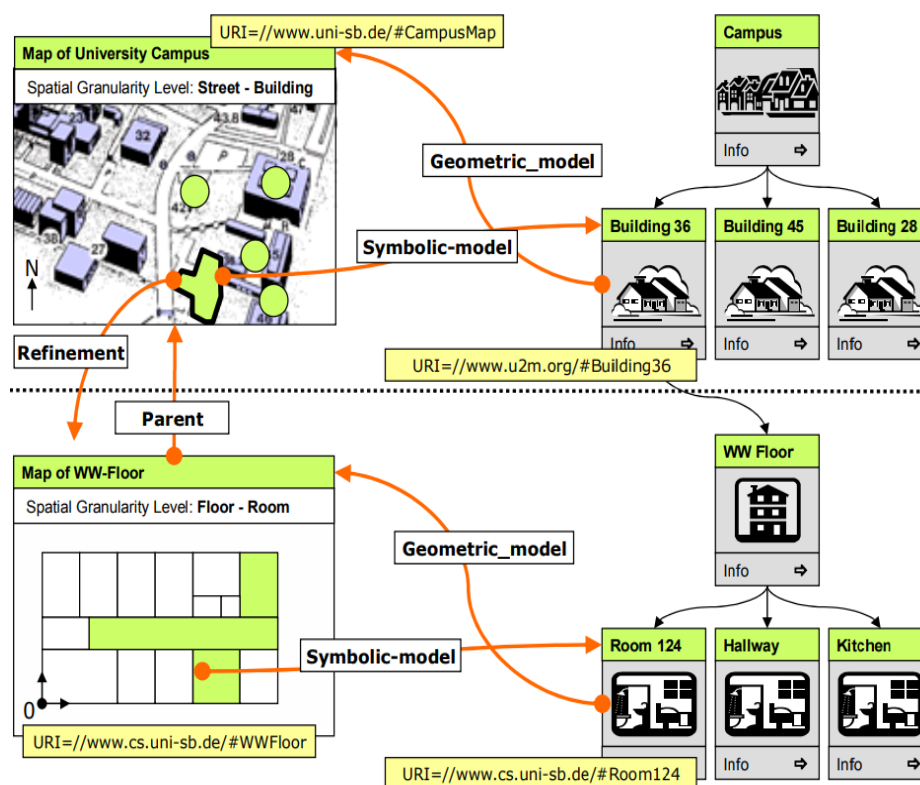 URI=//www.uni-sb.de/#CampusMap
Map of University Campus
Spatial Granularity Level: Street - Building
43.8
47
23
32
P
28
C
42
R
38
27
N
Geometric_model
Symbolic-model
Campus
Info
Building 36
Building 45
Building 28
Info
Info
Info
URI=//www.u2m.org/#Building36
Refinement
Parent
Map of WW-Floor
Spatial Granularity Level: Floor - Room
0
URI=//www.cs.uni-sb.de/#WWFloor
Geometric_model
Symbolic-model
WW Floor
Info
Room 124
Hallway
Kitchen
Info
Info
URI=//www.cs.uni-sb.de/#Room124